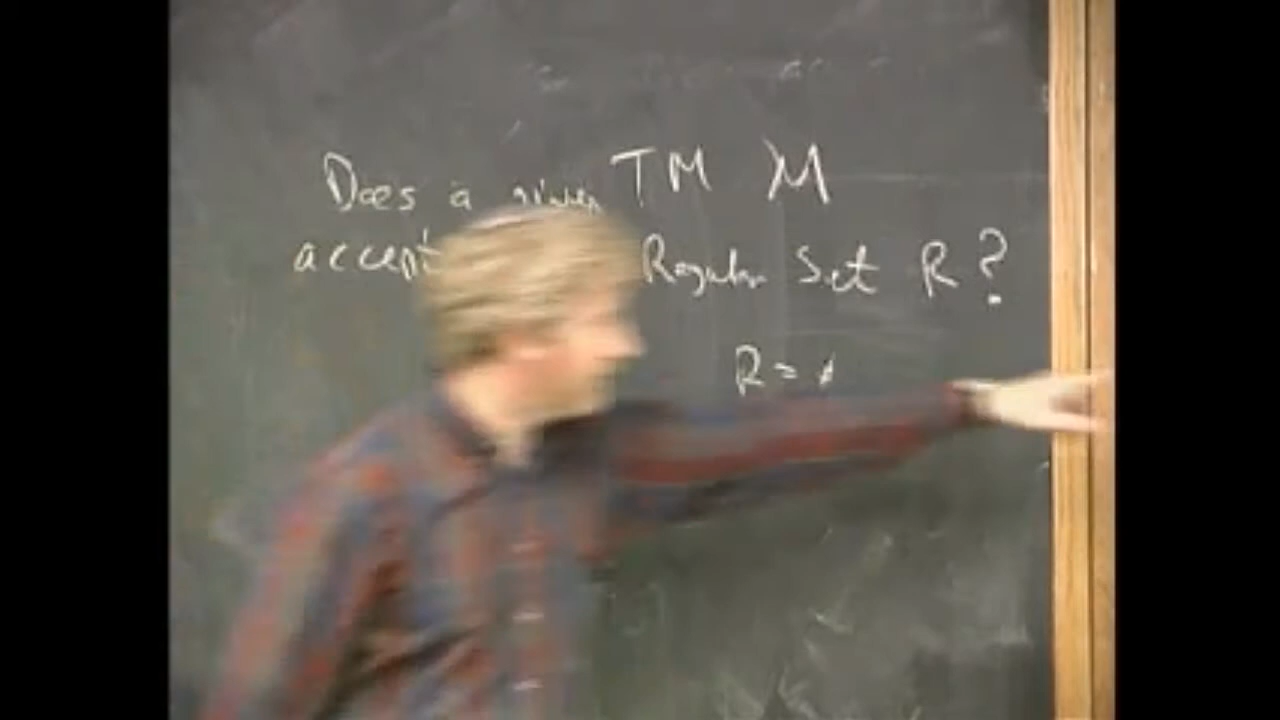 Does a given TM M
accept Regular Set R?
R =